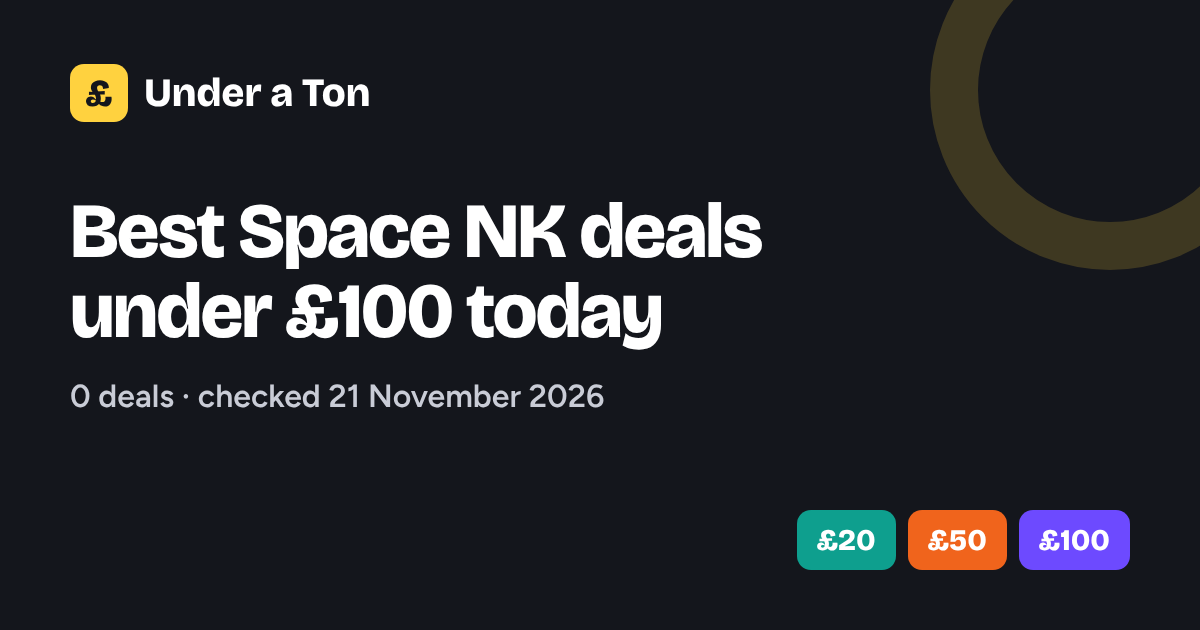 £
Under a Ton
Best Space NK deals
under £100 today
0 deals · checked 21 November 2026
£20
£50
£100